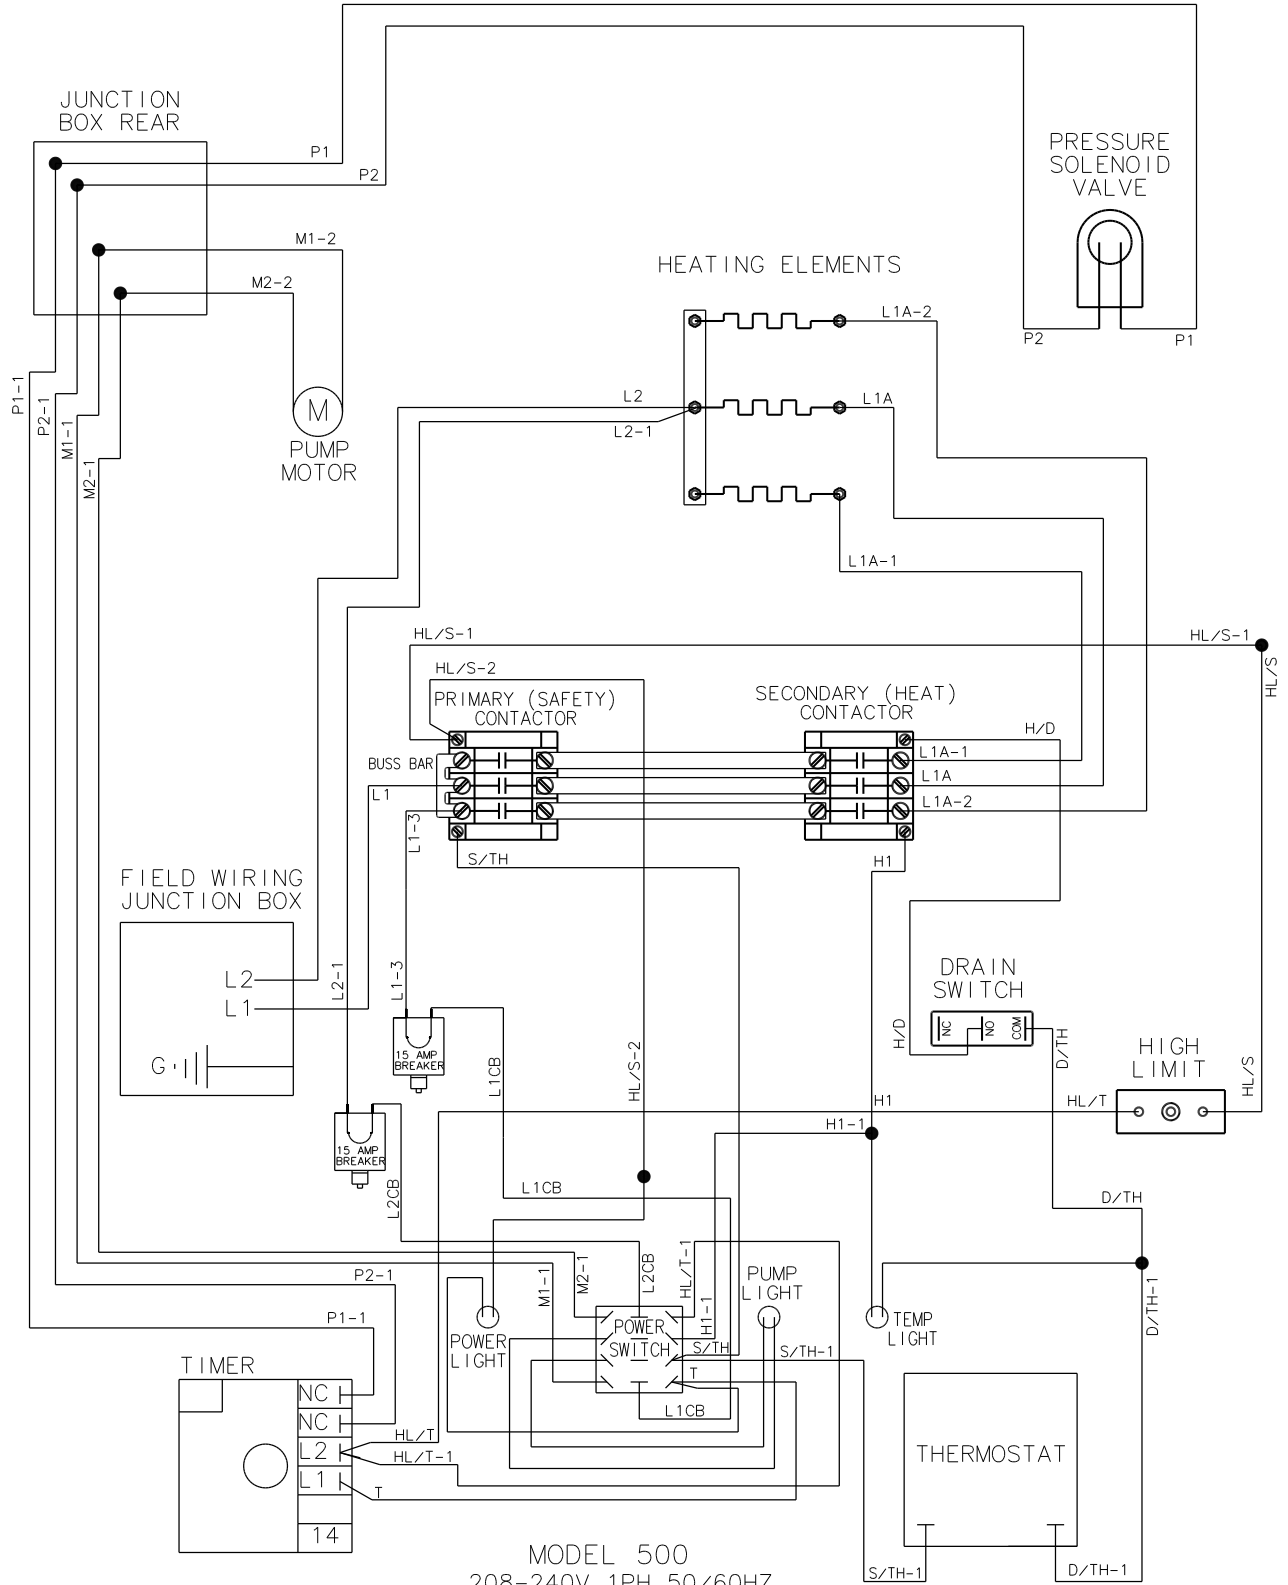 JUNCTION
BOX REAR
P1
P2
M1-2
M2-2
PRESSURE
SOLENOID
VALVE
P2
P1
HEATING ELEMENTS
L1A-2
L2
L1A
L2-1
L1A-1
M
PUMP
MOTOR
P1-1
P2-1
M1-1
M2-1
HL/S-1
HL/S-1
HL/S
HL/S-2
PRIMARY (SAFETY)
CONTACTOR
SECONDARY (HEAT)
CONTACTOR
H/D
BUSS BAR
L1
L1A-1
L1A
L1A-2
L1-3
S/TH
H1
FIELD WIRING
JUNCTION BOX
L2
L1
G
L2-1
L1-3
15 AMP
BREAKER
L1CB
HL/S-2
H/D
DRAIN
SWITCH
NC
NO
COM
D/TH
HIGH
LIMIT
HL/S
H1
HL/T
H1-1
15 AMP
BREAKER
L2CB
L1CB
D/TH
P2-1
P1-1
M1-1
M2-1
L2CB
HL/T-1
H1-1
PUMP
LIGHT
POWER
LIGHT
POWER
SWITCH
S/TH
S/TH-1
T
L1CB
TEMP
LIGHT
D/TH-1
TIMER
NC
NC
L2
L1
14
HL/T
HL/T-1
T
THERMOSTAT
S/TH-1
D/TH-1
MODEL 500
208-240V 1PH 50/60HZ